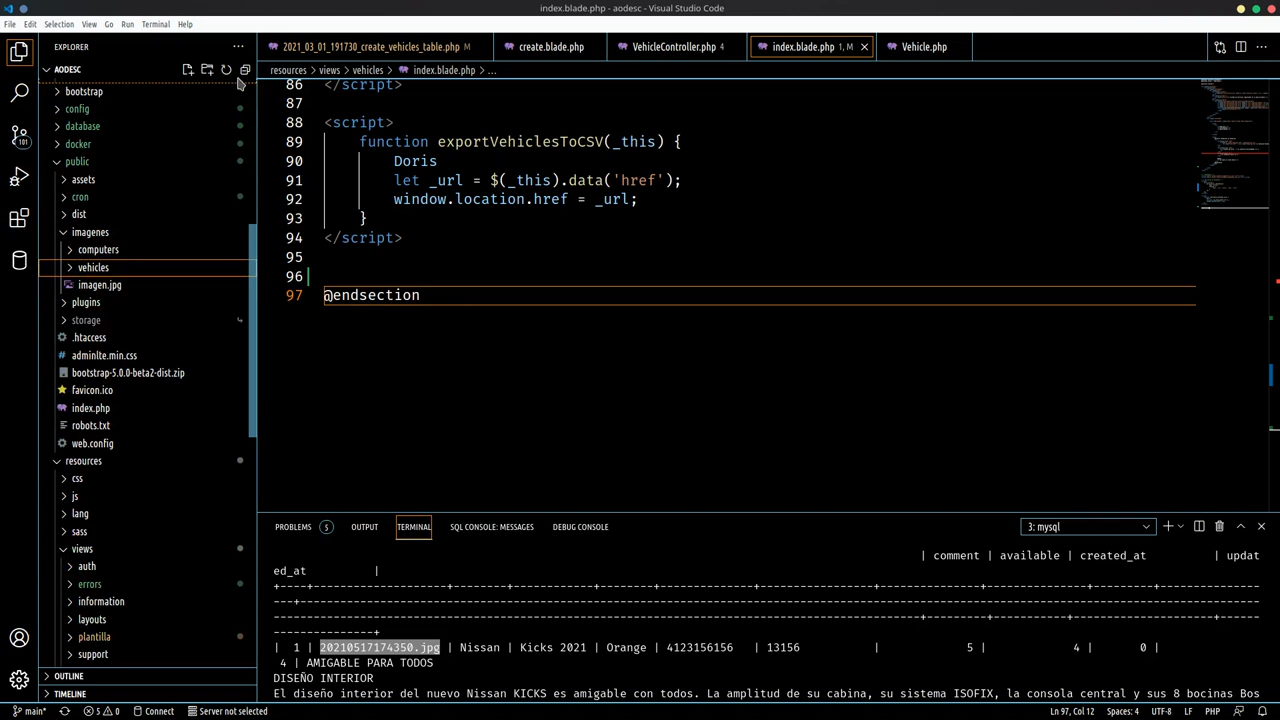 index.blade.php - aodesc - Visual Studio Code
File Edit Selection View Go Run Terminal Help
EXPLORER
2021_03_01_191730_create_vehicles_table.php M
create.blade.php
VehicleController.php 4
index.blade.php 1, M
Vehicle.php
AODESC
resources > views > vehicles > index.blade.php > ...
bootstrap
config
database
docker
public
assets
cron
dist
imagenes
computers
vehicles
imagen.jpg
plugins
storage
.htaccess
adminlte.min.css
bootstrap-5.0.0-beta2-dist.zip
favicon.ico
index.php
robots.txt
web.config
resources
css
js
lang
sass
views
auth
errors
information
layouts
plantilla
support
OUTLINE
TIMELINE
86 </script>
87
88 <script>
89 function exportVehiclesToCSV(_this) {
90 Doris
91 let _url = $(_this).data('href');
92 window.location.href = _url;
93 }
94 </script>
95
96
97 @endsection
PROBLEMS 5 OUTPUT TERMINAL SQL CONSOLE: MESSAGES DEBUG CONSOLE
3: mysql
| comment | available | created_at | updat
ed_at |
| 1 | 20210517174350.jpg | Nissan | Kicks 2021 | Orange | 4123156156 | 13156 | 5 | 4 | 0 |
4 | AMIGABLE PARA TODOS
DISEÑO INTERIOR
El diseño interior del nuevo Nissan KICKS es amigable con todos. La amplitud de su cabina, su sistema ISOFIX, la consola central y sus 8 bocinas Bos
101
main* 5 0 Connect Server not selected
Ln 97, Col 12 Spaces: 4 UTF-8 LF PHP